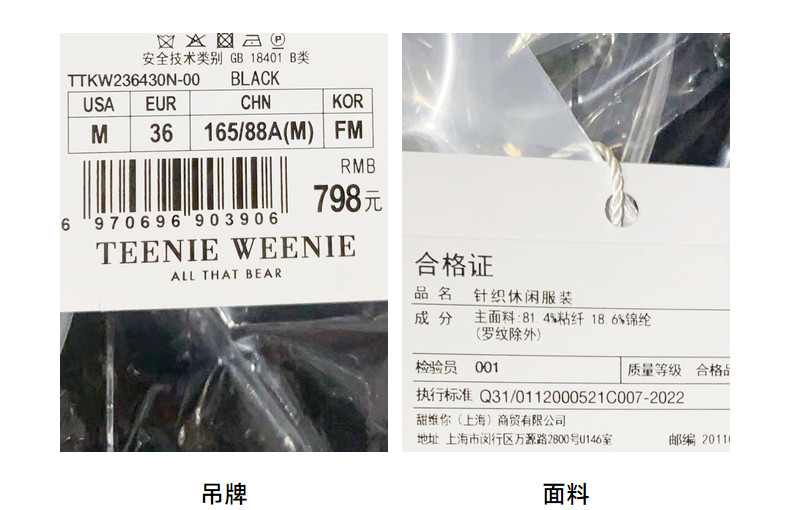 安全技术类别 GB 18401 B类
TTKW236430N-00 BLACK
USA EUR CHN KOR
M 36 165/88A(M) FM
RMB
798元
6 970696 903906
TEENIE WEENIE
ALL THAT BEAR
吊牌
合格证
品名 针织休闲服装
成分 主面料:81.4%粘纤 18.6%锦纶
(罗纹除外)
检验员 001 质量等级 合格品
执行标准 Q31/0112000521C007-2022
甜维你（上海）商贸有限公司
地址 上海市闵行区万源路2800号U146室 邮编 20110
面料